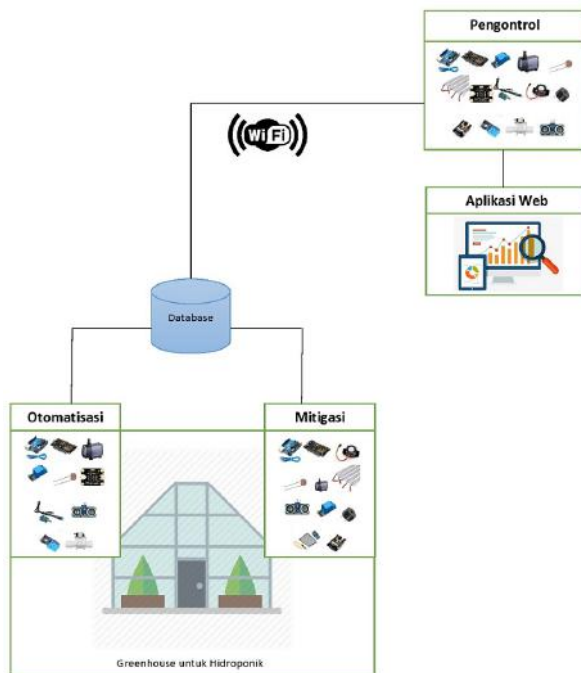 Pengontrol
WiFi
Aplikasi Web
Database
Otomatisasi
Mitigasi
Greenhouse untuk Hidroponik